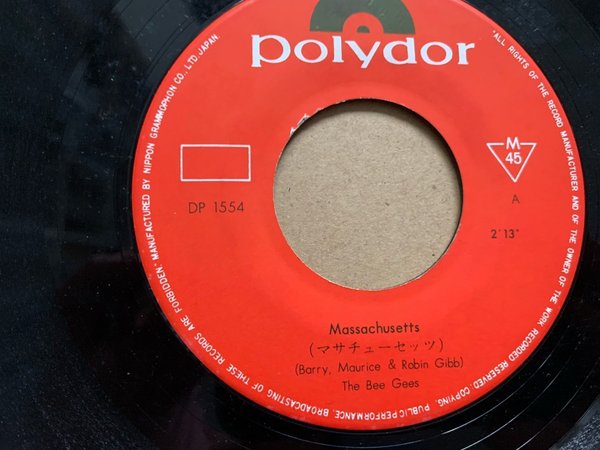 polydor
DP 1554
M
45
A
2'13"
Massachusetts
(マサチューセッツ)
(Barry, Maurice & Robin Gibb)
The Bee Gees
MANUFACTURED BY NIPPON GRAMMOPHON CO., LTD. JAPAN.
"ALL RIGHTS OF THE RECORD MANUFACTURER AND OF THE OWNER OF THE WORK RECORDED RESERVED. COPYING, PUBLIC PERFORMANCE, BROADCASTING OF THESE RECORDS ARE FORBIDDEN"